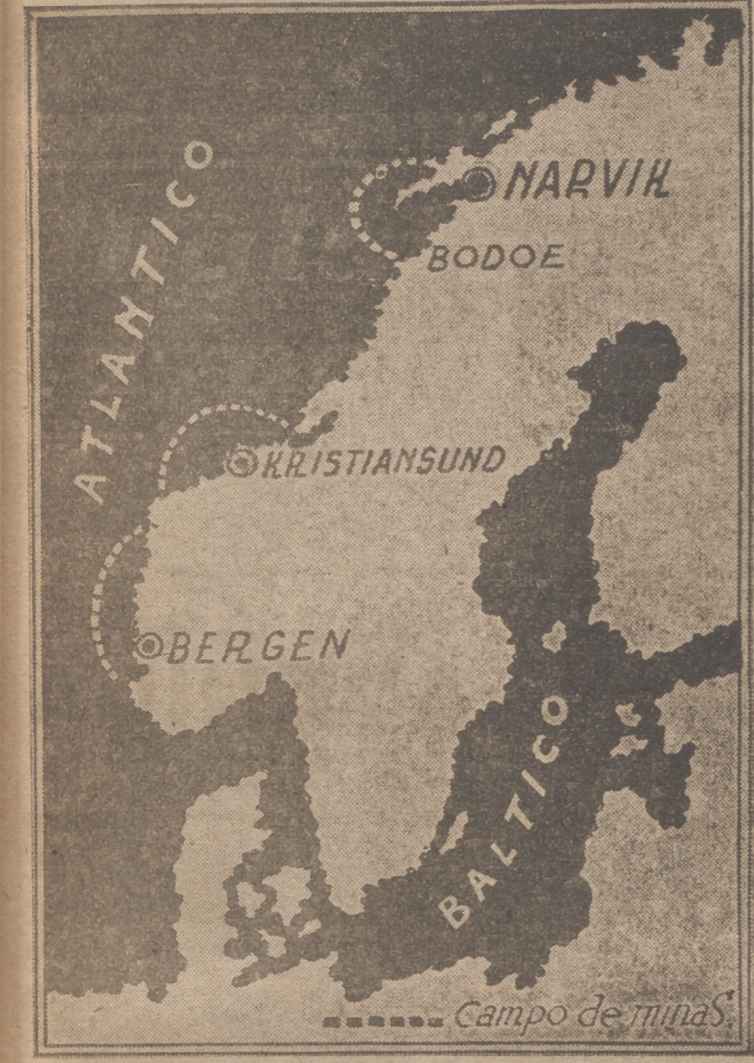 ATLANTICO
NARVIK
BODOE
KRISTIANSUND
BERGEN
BALTICO
Campo de minas